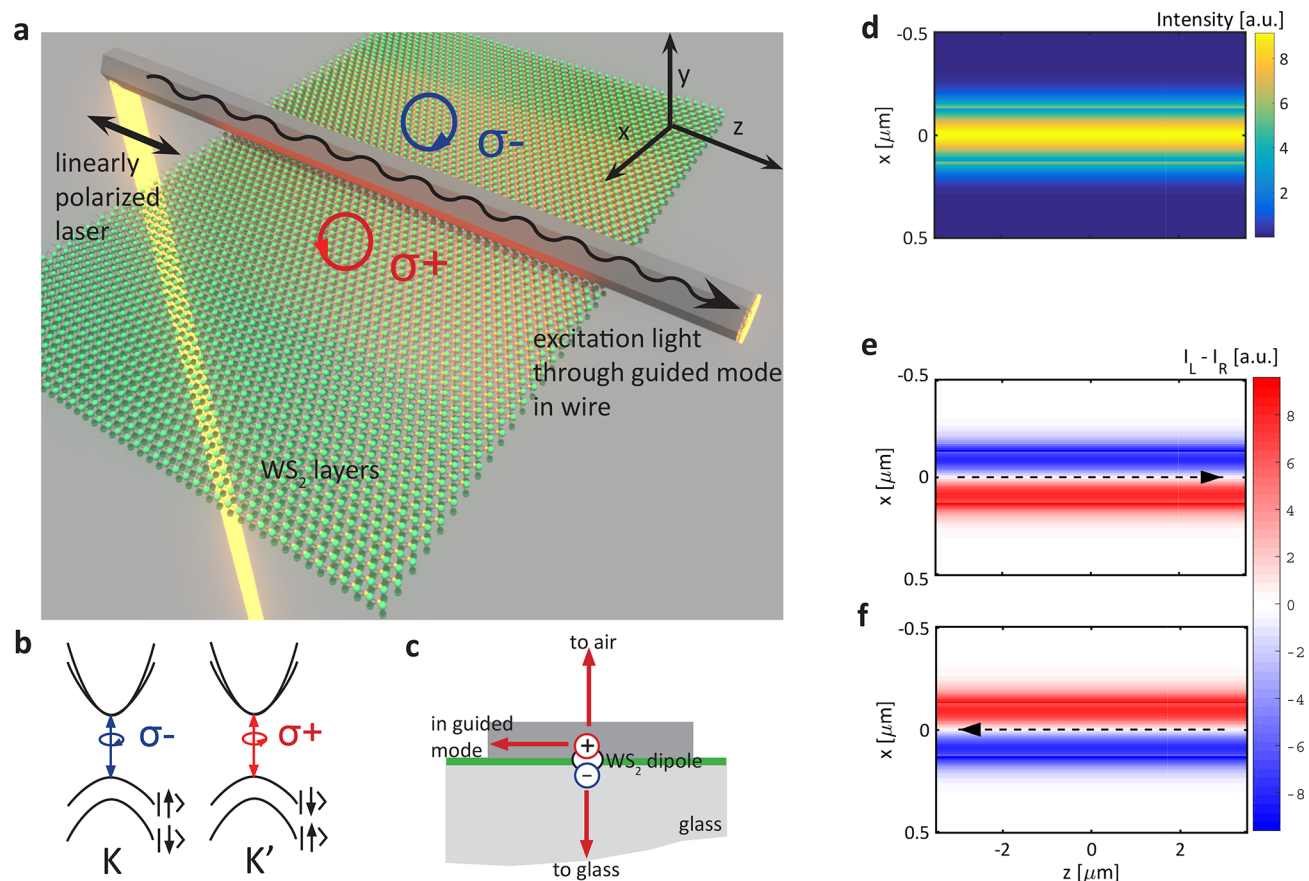 a
y
x
z
σ-
σ+
linearly
polarized
laser
excitation light
through guided mode
in wire
WS₂ layers
b
σ-
σ+
|↑⟩
|↓⟩
|↓⟩
|↑⟩
K
K’
c
to air
in guided
mode
+
WS₂ dipole
−
glass
to glass
d
Intensity [a.u.]
-0.5
x [μm]
0
0.5
8
6
4
2
e
I_L - I_R [a.u.]
-0.5
x [μm]
0
0.5
8
6
4
2
0
-2
-4
-6
-8
f
-0.5
x [μm]
0
0.5
-2
0
2
z [μm]